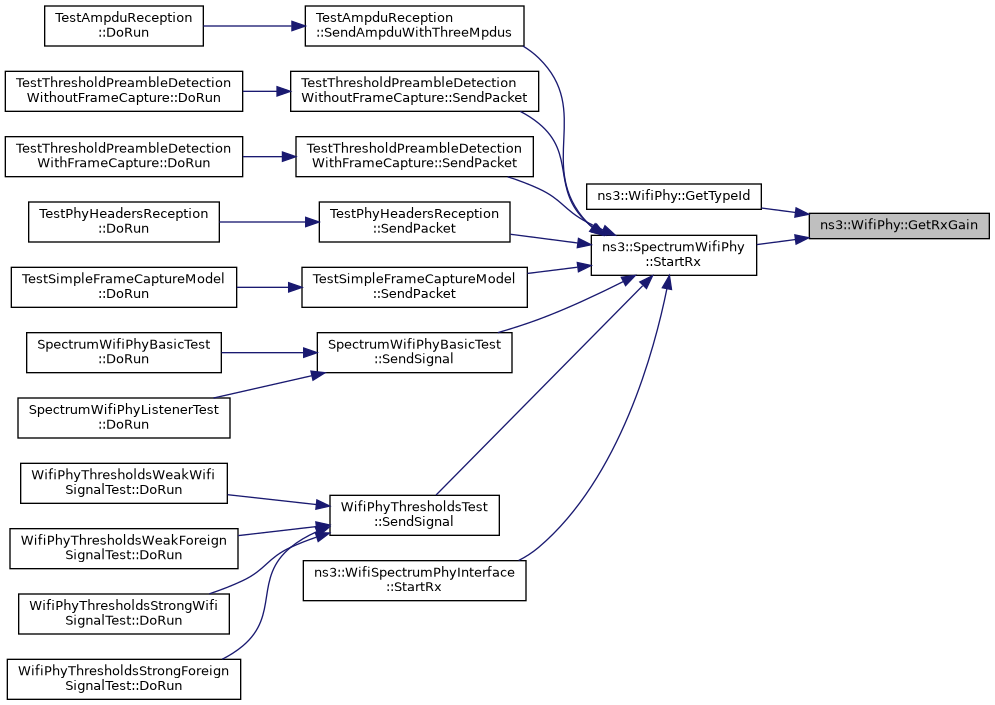 TestAmpduReception
::DoRun
TestAmpduReception
::SendAmpduWithThreeMpdus
TestThresholdPreambleDetection
WithoutFrameCapture::DoRun
TestThresholdPreambleDetection
WithoutFrameCapture::SendPacket
TestThresholdPreambleDetection
WithFrameCapture::DoRun
TestThresholdPreambleDetection
WithFrameCapture::SendPacket
ns3::WifiPhy::GetTypeId
ns3::WifiPhy::GetRxGain
TestPhyHeadersReception
::DoRun
TestPhyHeadersReception
::SendPacket
ns3::SpectrumWifiPhy
::StartRx
TestSimpleFrameCaptureModel
::DoRun
TestSimpleFrameCaptureModel
::SendPacket
SpectrumWifiPhyBasicTest
::DoRun
SpectrumWifiPhyBasicTest
::SendSignal
SpectrumWifiPhyListenerTest
::DoRun
WifiPhyThresholdsWeakWifi
SignalTest::DoRun
WifiPhyThresholdsTest
::SendSignal
WifiPhyThresholdsWeakForeign
SignalTest::DoRun
ns3::WifiSpectrumPhyInterface
::StartRx
WifiPhyThresholdsStrongWifi
SignalTest::DoRun
WifiPhyThresholdsStrongForeign
SignalTest::DoRun